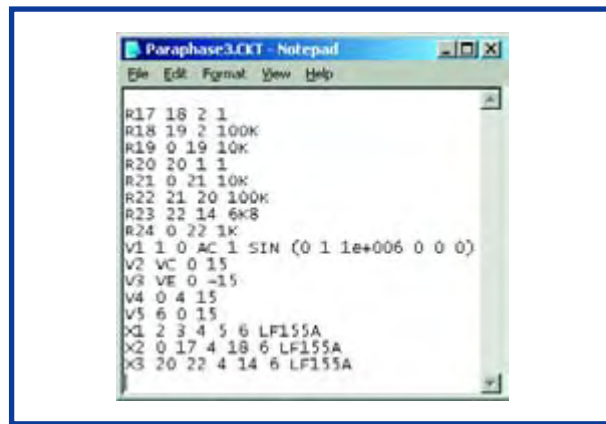 Paraphase3.CKT - Notepad
File Edit Format View Help
R17 18 2 1
R18 19 2 100K
R19 0 19 10K
R20 20 1 1
R21 0 21 10K
R22 21 20 100K
R23 22 14 6K8
R24 0 22 1K
V1 1 0 AC 1 SIN (0 1 1e+006 0 0 0)
V2 VC 0 15
V3 VE 0 -15
V4 0 4 15
V5 6 0 15
X1 2 3 4 5 6 LF155A
X2 0 17 4 18 6 LF155A
X3 20 22 4 14 6 LF155A